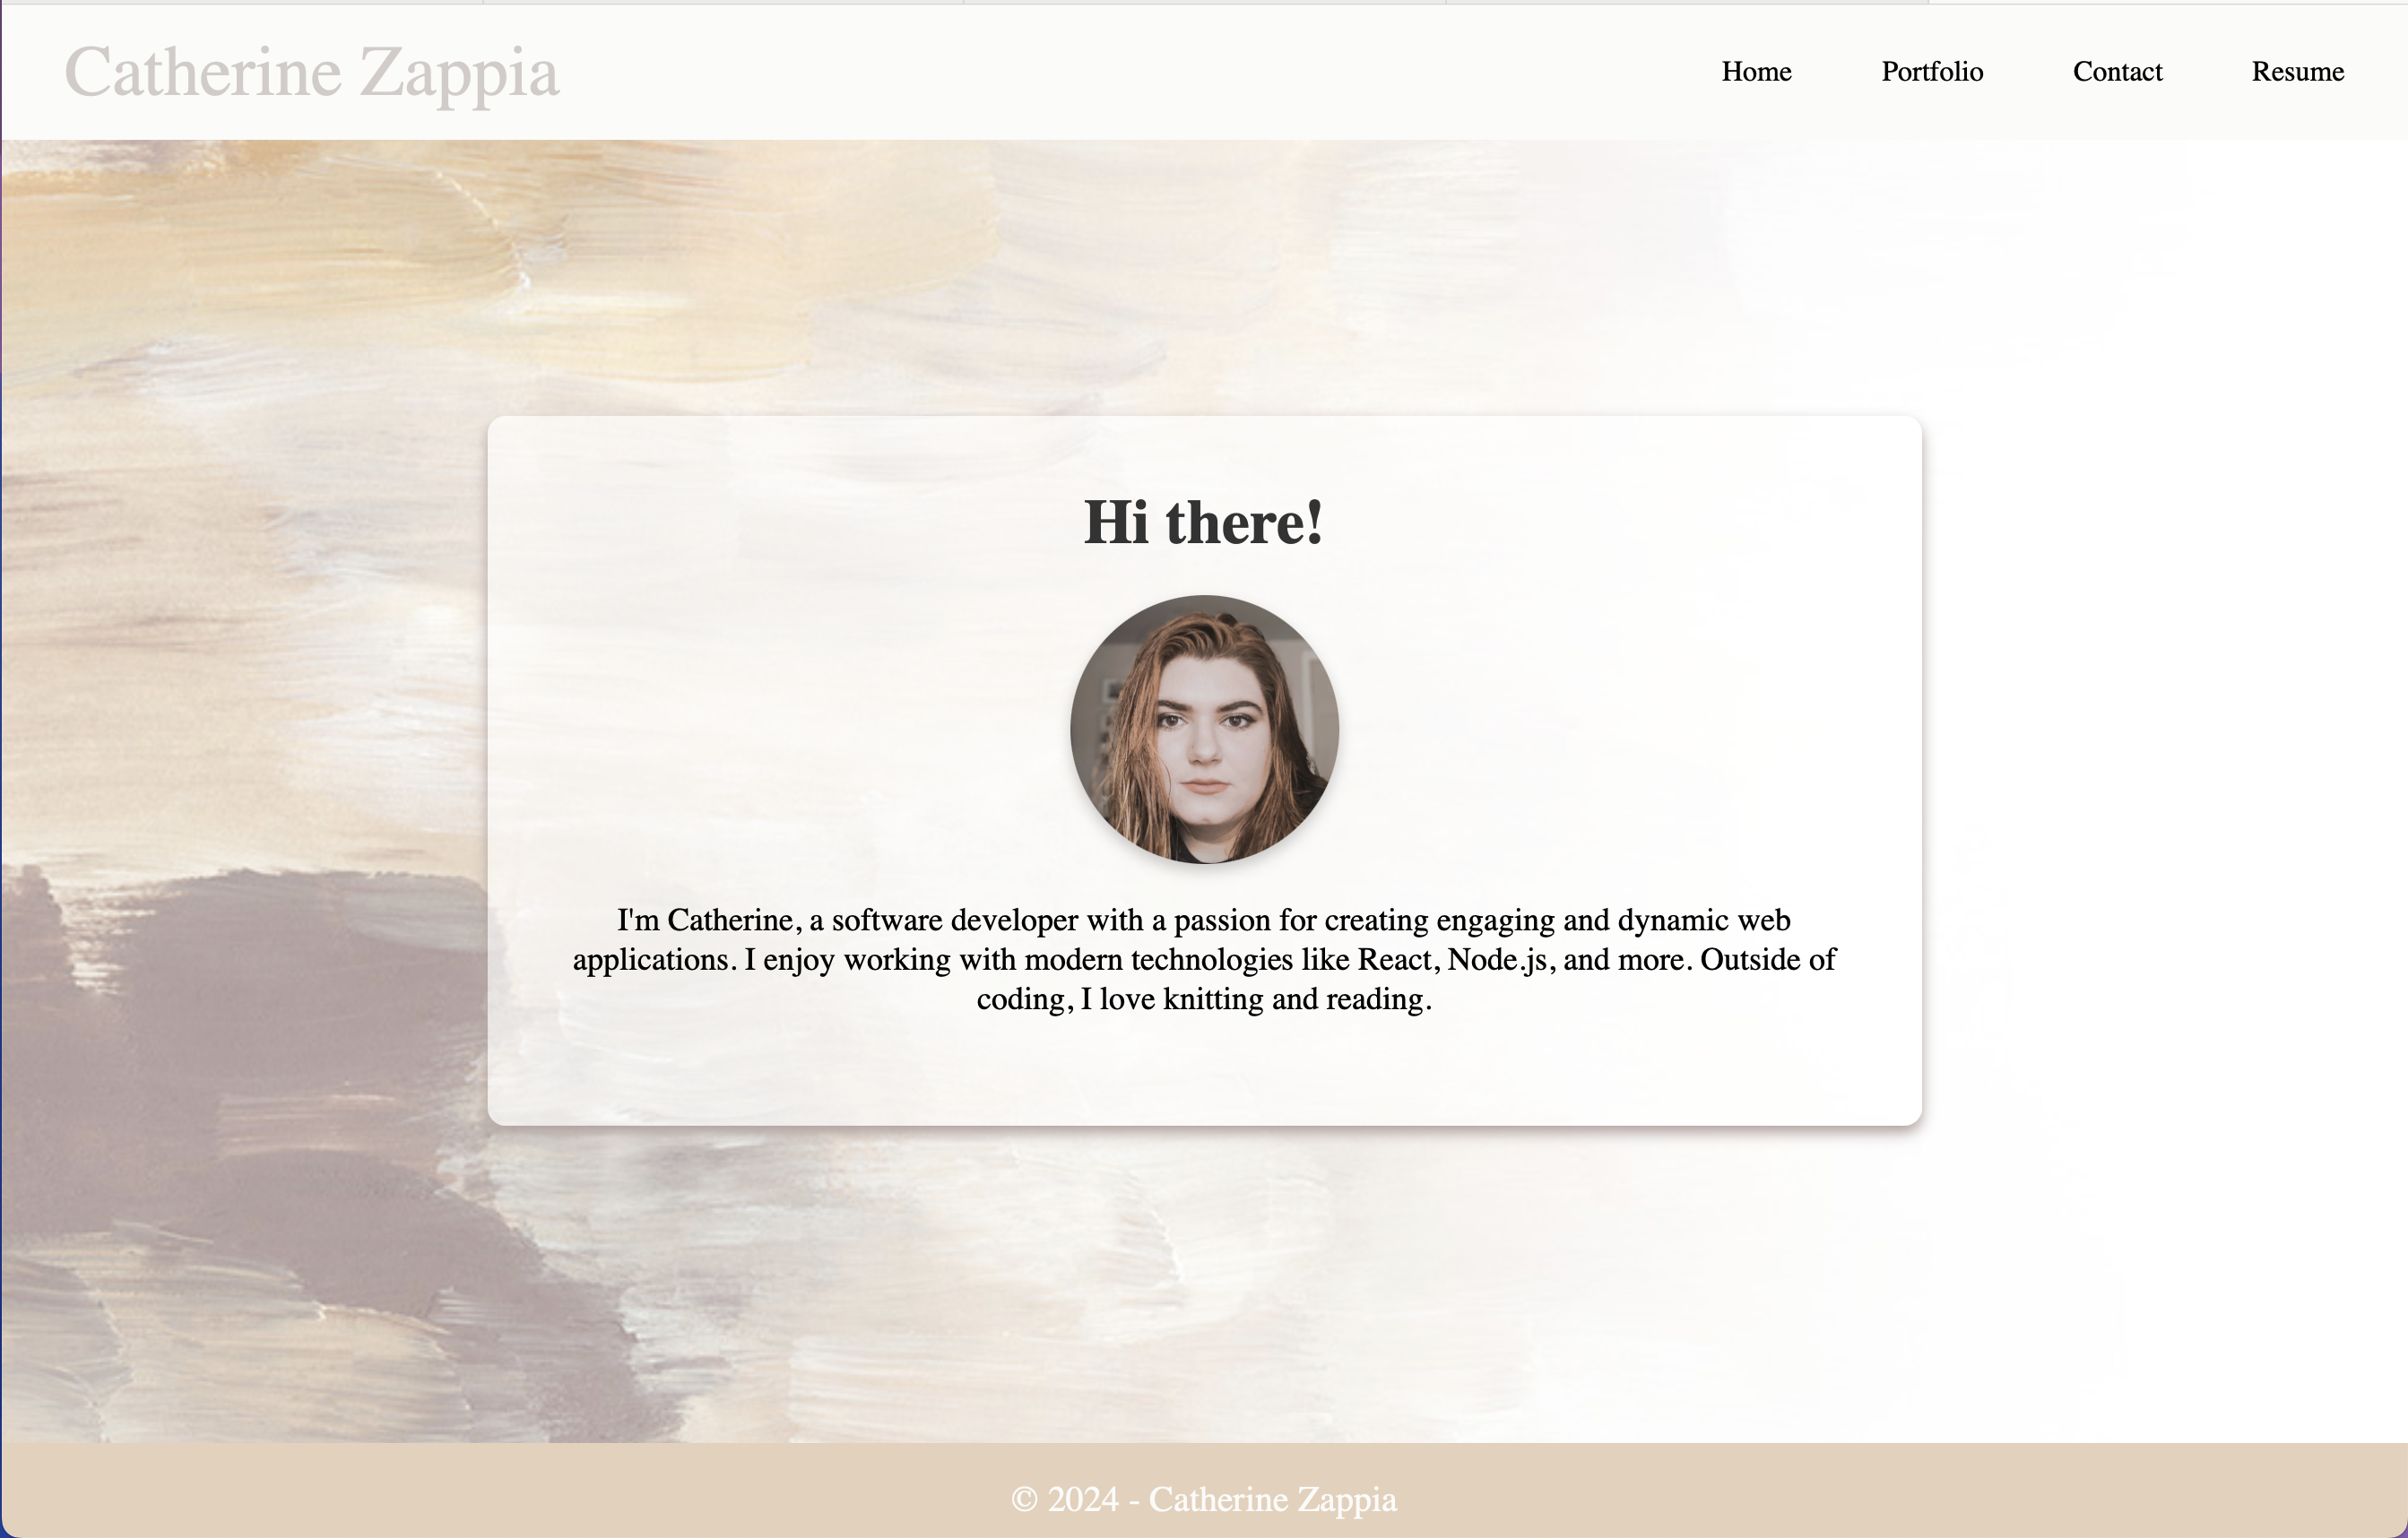 Catherine Zappia
Home Portfolio Contact Resume
Hi there!
I'm Catherine, a software developer with a passion for creating engaging and dynamic web
applications. I enjoy working with modern technologies like React, Node.js, and more. Outside of
coding, I love knitting and reading.
© 2024 - Catherine Zappia